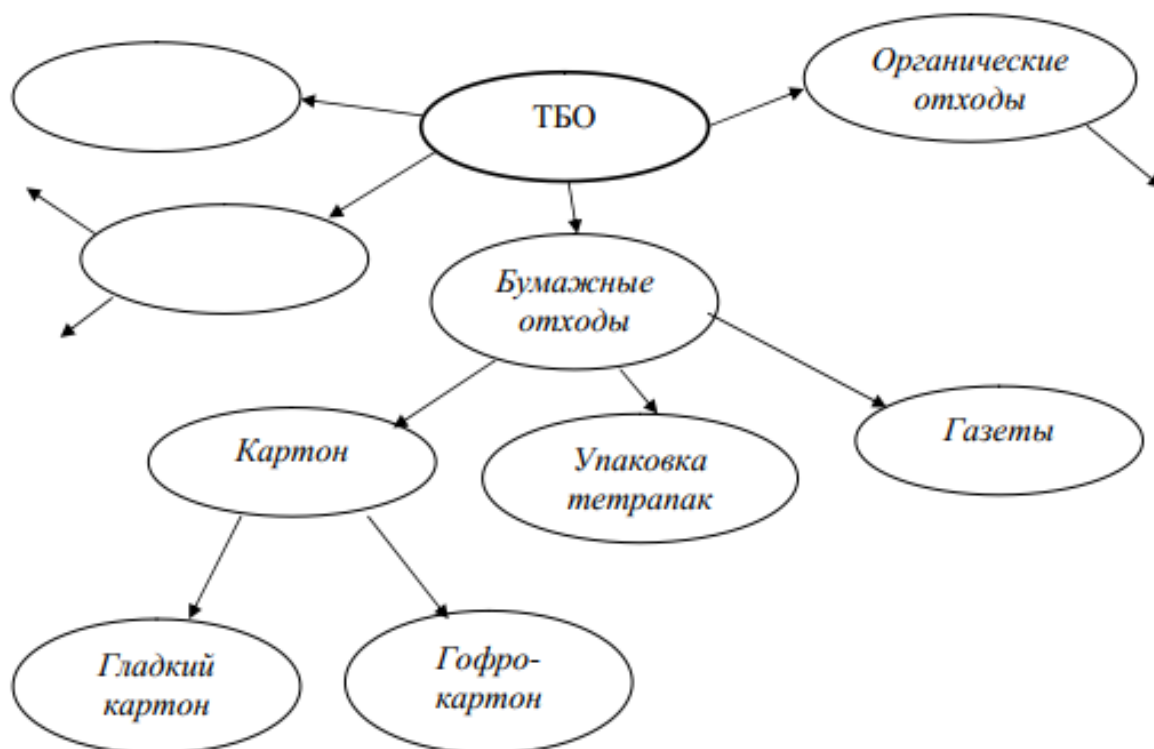 ТБО
Органические
отходы
Бумажные
отходы
Картон
Упаковка
тетрапак
Газеты
Гладкий
картон
Гофро-
картон